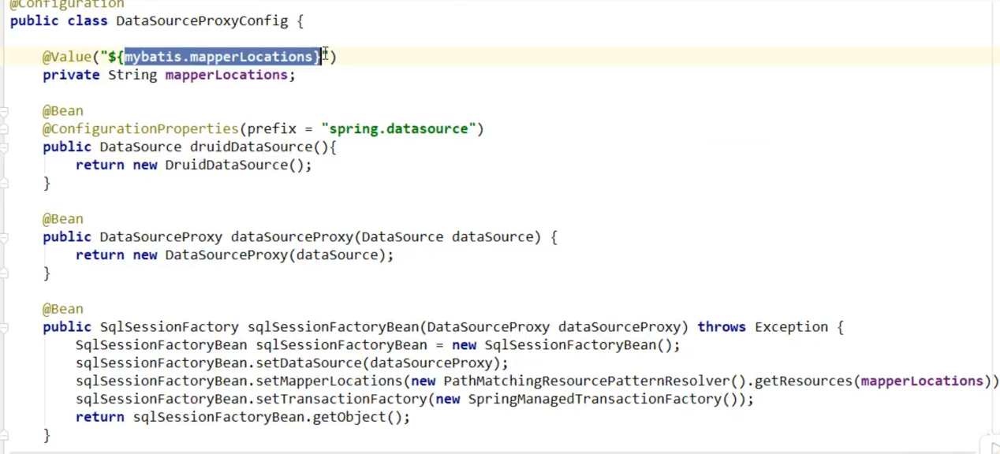 @Configuration
public class DataSourceProxyConfig {
@Value("${mybatis.mapperLocations}")
private String mapperLocations;
@Bean
@ConfigurationProperties(prefix = "spring.datasource")
public DataSource druidDataSource(){
return new DruidDataSource();
}
@Bean
public DataSourceProxy dataSourceProxy(DataSource dataSource) {
return new DataSourceProxy(dataSource);
}
@Bean
public SqlSessionFactory sqlSessionFactoryBean(DataSourceProxy dataSourceProxy) throws Exception {
SqlSessionFactoryBean sqlSessionFactoryBean = new SqlSessionFactoryBean();
sqlSessionFactoryBean.setDataSource(dataSourceProxy);
sqlSessionFactoryBean.setMapperLocations(new PathMatchingResourcePatternResolver().getResources(mapperLocations))
sqlSessionFactoryBean.setTransactionFactory(new SpringManagedTransactionFactory());
return sqlSessionFactoryBean.getObject();
}